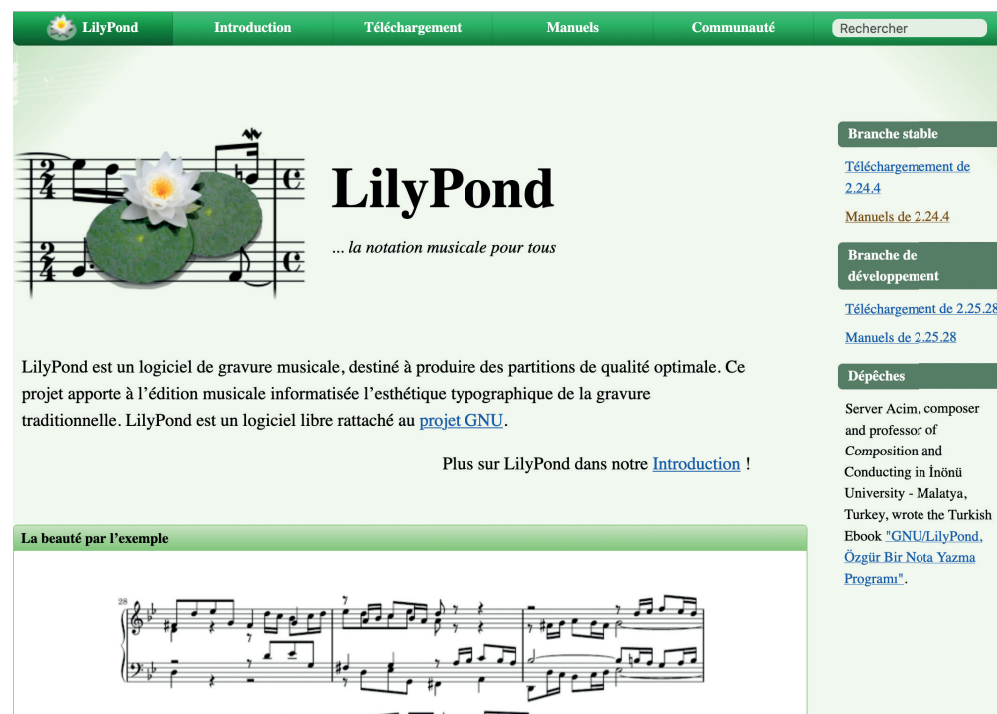 LilyPond
Introduction
Téléchargement
Manuels
Communauté
Rechercher
LilyPond
... la notation musicale pour tous
LilyPond est un logiciel de gravure musicale, destiné à produire des partitions de qualité optimale. Ce
projet apporte à l’édition musicale informatisée l’esthétique typographique de la gravure
traditionnelle. LilyPond est un logiciel libre rattaché au projet GNU.
Plus sur LilyPond dans notre Introduction !
La beauté par l’exemple
28
Branche stable
Téléchargemement de
2.24.4
Manuels de 2.24.4
Branche de
développement
Téléchargement de 2.25.28
Manuels de 2.25.28
Dépêches
Server Acim, composer
and professor of
Composition and
Conducting in İnönü
University - Malatya,
Turkey, wrote the Turkish
Ebook "GNU/LilyPond,
Özgür Bir Nota Yazma
Programı".